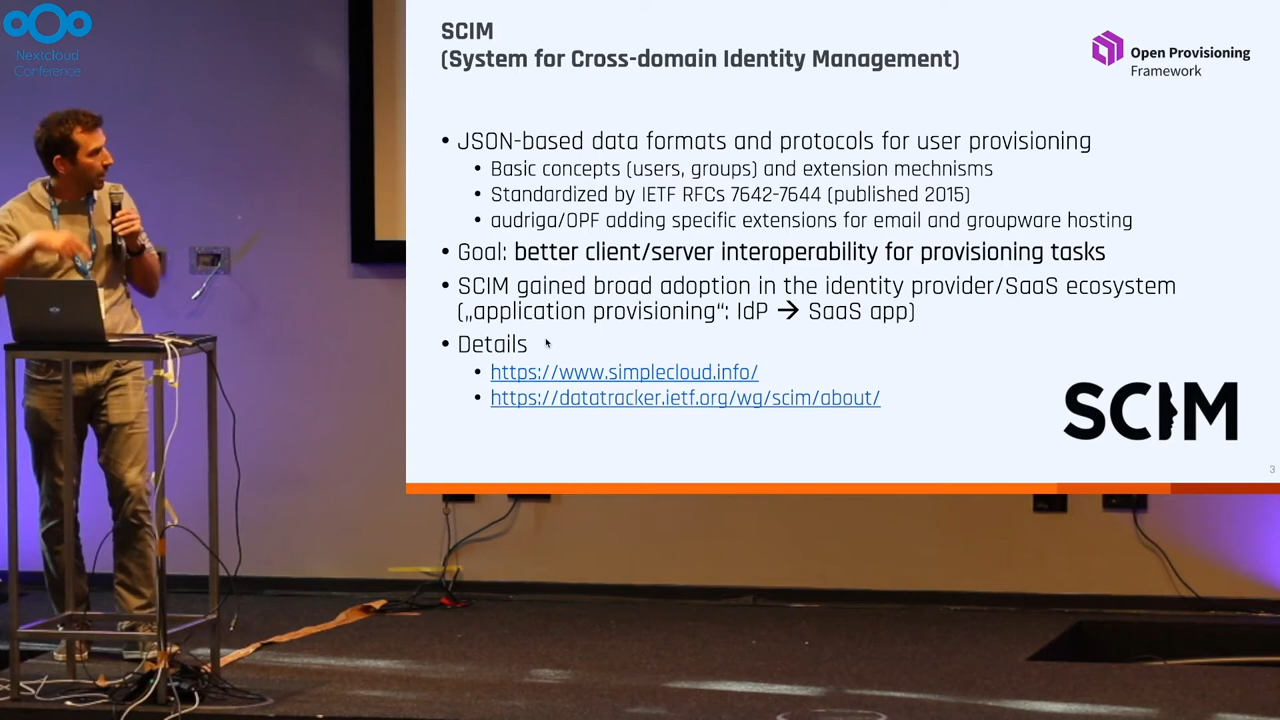 Nextcloud
Conference
SCIM
(System for Cross-domain Identity Management)
Open Provisioning
Framework
• JSON-based data formats and protocols for user provisioning
• Basic concepts (users, groups) and extension mechnisms
• Standardized by IETF RFCs 7642-7644 (published 2015)
• audriga/OPF adding specific extensions for email and groupware hosting
• Goal: better client/server interoperability for provisioning tasks
• SCIM gained broad adoption in the identity provider/SaaS ecosystem
(„application provisioning“: IdP → SaaS app)
• Details
• https://www.simplecloud.info/
• https://datatracker.ietf.org/wg/scim/about/
SCIM
3